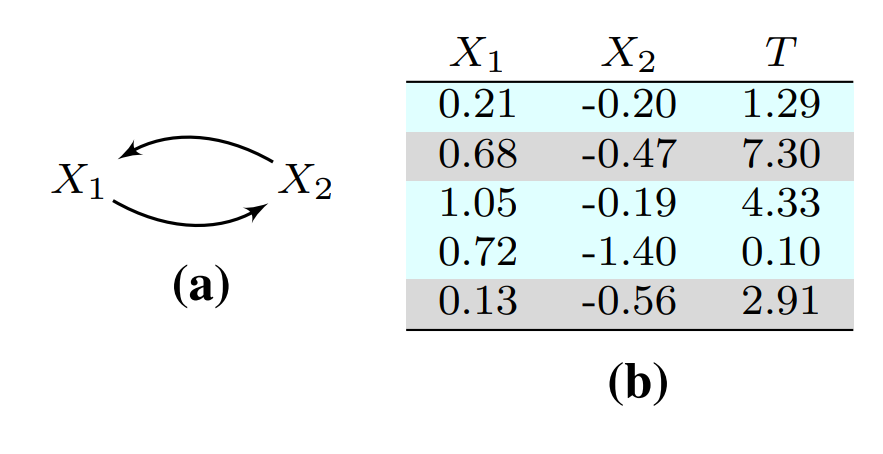 X₁ X₂
(a)
X₁ X₂ T
0.21 -0.20 1.29
0.68 -0.47 7.30
1.05 -0.19 4.33
0.72 -1.40 0.10
0.13 -0.56 2.91
(b)